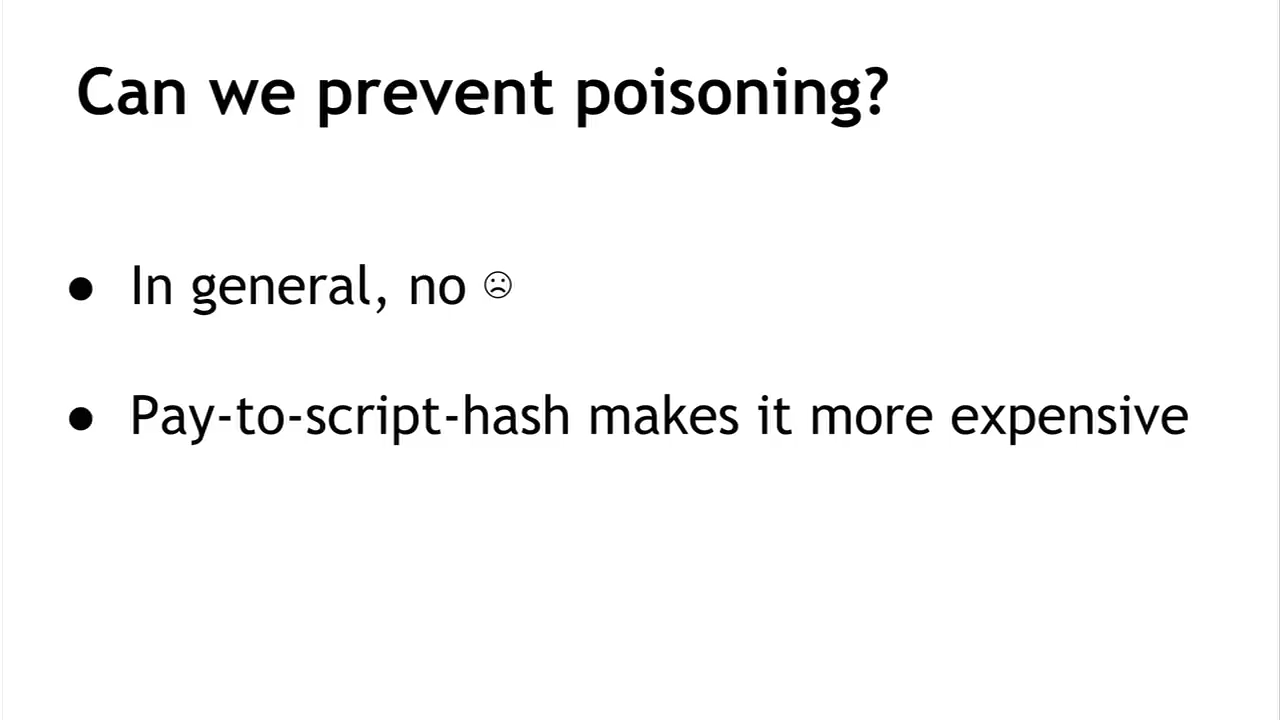 Can we prevent poisoning?
● In general, no ☹
● Pay-to-script-hash makes it more expensive